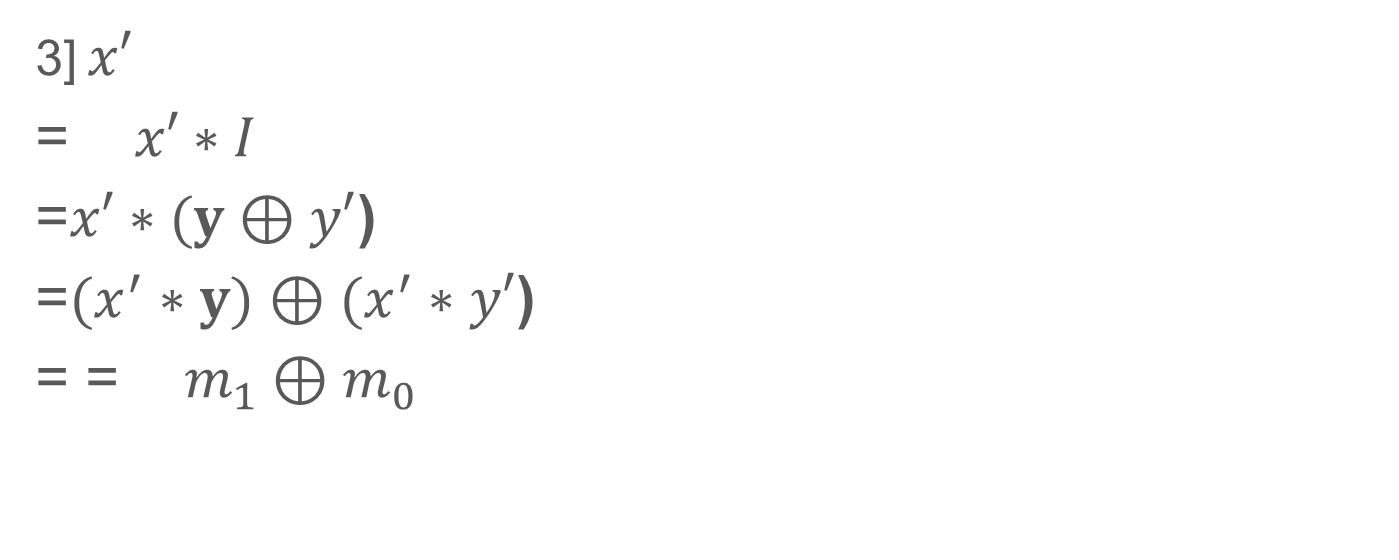 3] x′
= x′ * I
=x′ * (y ⊕ y′)
=(x′ * y) ⊕ (x′ * y′)
= = m₁ ⊕ m₀